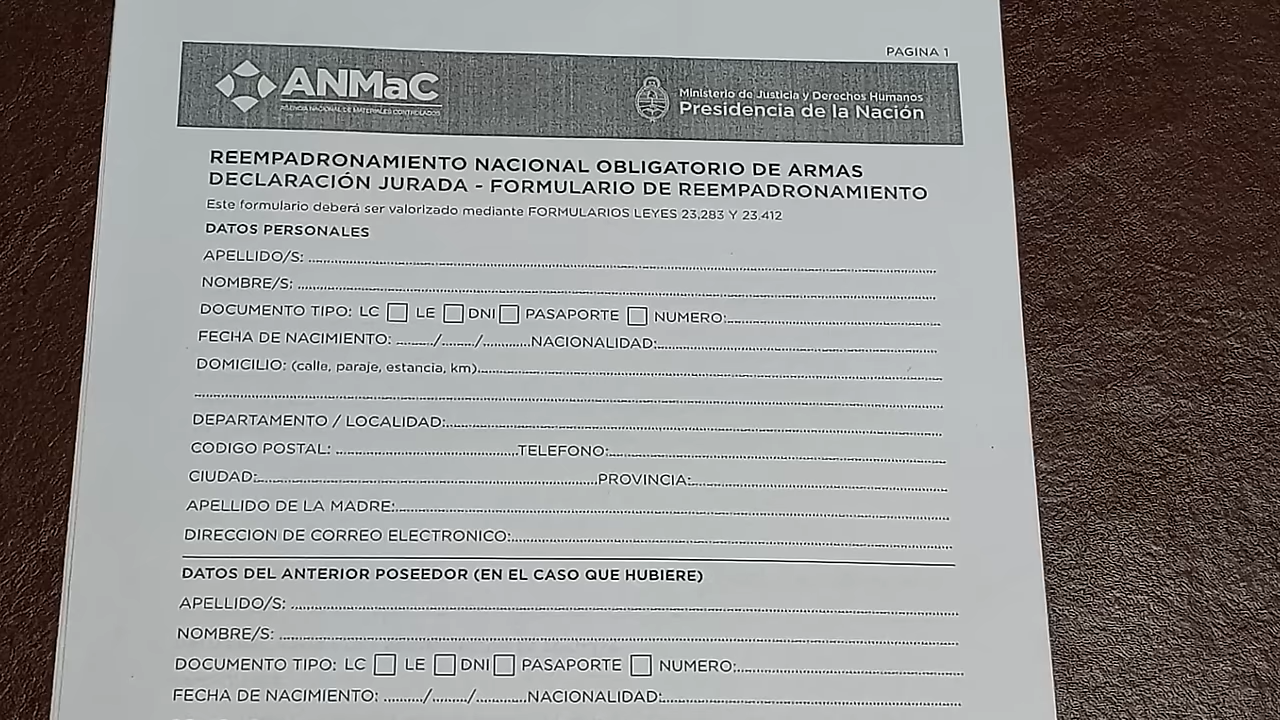 PAGINA 1
ANMaC
AGENCIA NACIONAL DE MATERIALES CONTROLADOS
Ministerio de Justicia y Derechos Humanos
Presidencia de la Nación
REEMPADRONAMIENTO NACIONAL OBLIGATORIO DE ARMAS
DECLARACIÓN JURADA - FORMULARIO DE REEMPADRONAMIENTO
Este formulario deberá ser valorizado mediante FORMULARIOS LEYES 23,283 Y 23,412
DATOS PERSONALES
APELLIDO/S:
NOMBRE/S:
DOCUMENTO TIPO: LC LE DNI PASAPORTE NUMERO:
FECHA DE NACIMIENTO: ......../......../............NACIONALIDAD:
DOMICILIO: (calle, paraje, estancia, km)
DEPARTAMENTO / LOCALIDAD:
CODIGO POSTAL: TELEFONO:
CIUDAD: PROVINCIA:
APELLIDO DE LA MADRE:
DIRECCION DE CORREO ELECTRONICO:
DATOS DEL ANTERIOR POSEEDOR (EN EL CASO QUE HUBIERE)
APELLIDO/S:
NOMBRE/S:
DOCUMENTO TIPO: LC LE DNI PASAPORTE NUMERO:
FECHA DE NACIMIENTO: ......../......../............NACIONALIDAD: